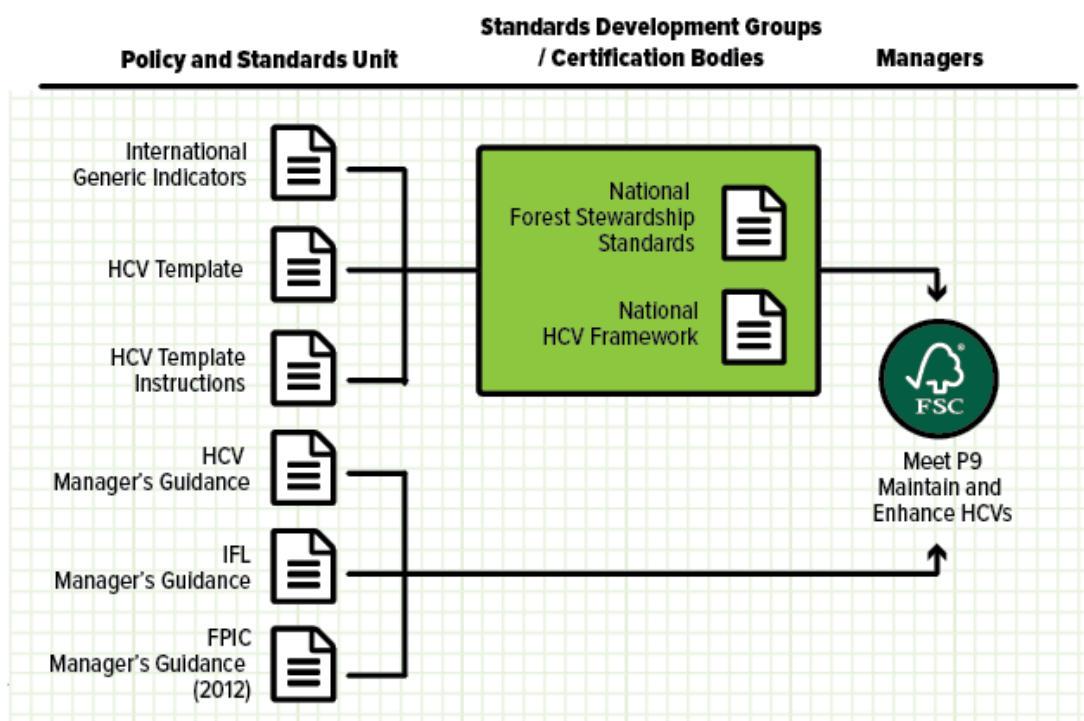 Standards Development Groups
Policy and Standards Unit
/ Certification Bodies
Managers
International
Generic Indicators
HCV Template
HCV Template
Instructions
HCV
Manager's Guidance
IFL
Manager's Guidance
FPIC
Manager's Guidance
(2012)
National
Forest Stewardship
Standards
National
HCV Framework
®
FSC
Meet P9
Maintain and
Enhance HCVs